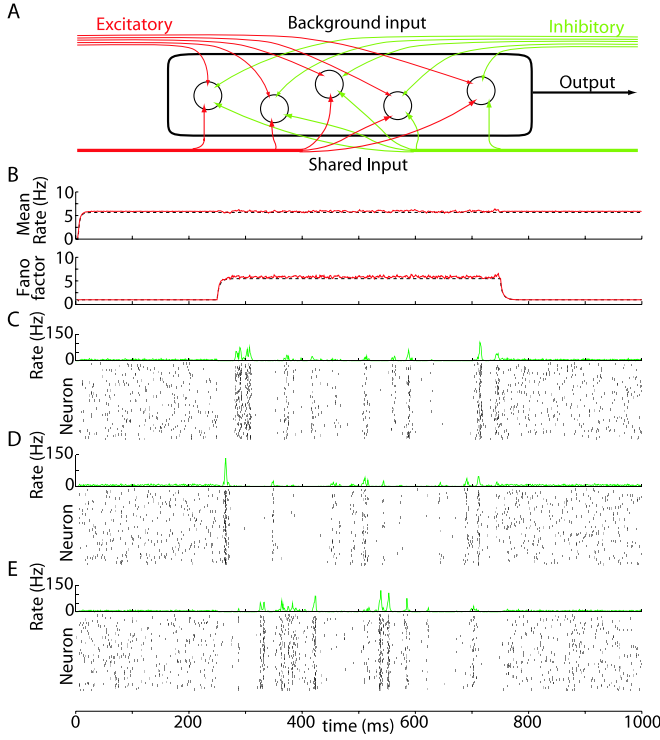 A
Excitatory
Background input
Inhibitory
Output
Shared Input
B
Mean
Rate (Hz)
10
5
0
Fano
factor
10
5
0
C
Rate (Hz)
150
0
Neuron
D
Rate (Hz)
150
0
Neuron
E
Rate (Hz)
150
0
Neuron
0
200
400
600
800
1000
time (ms)